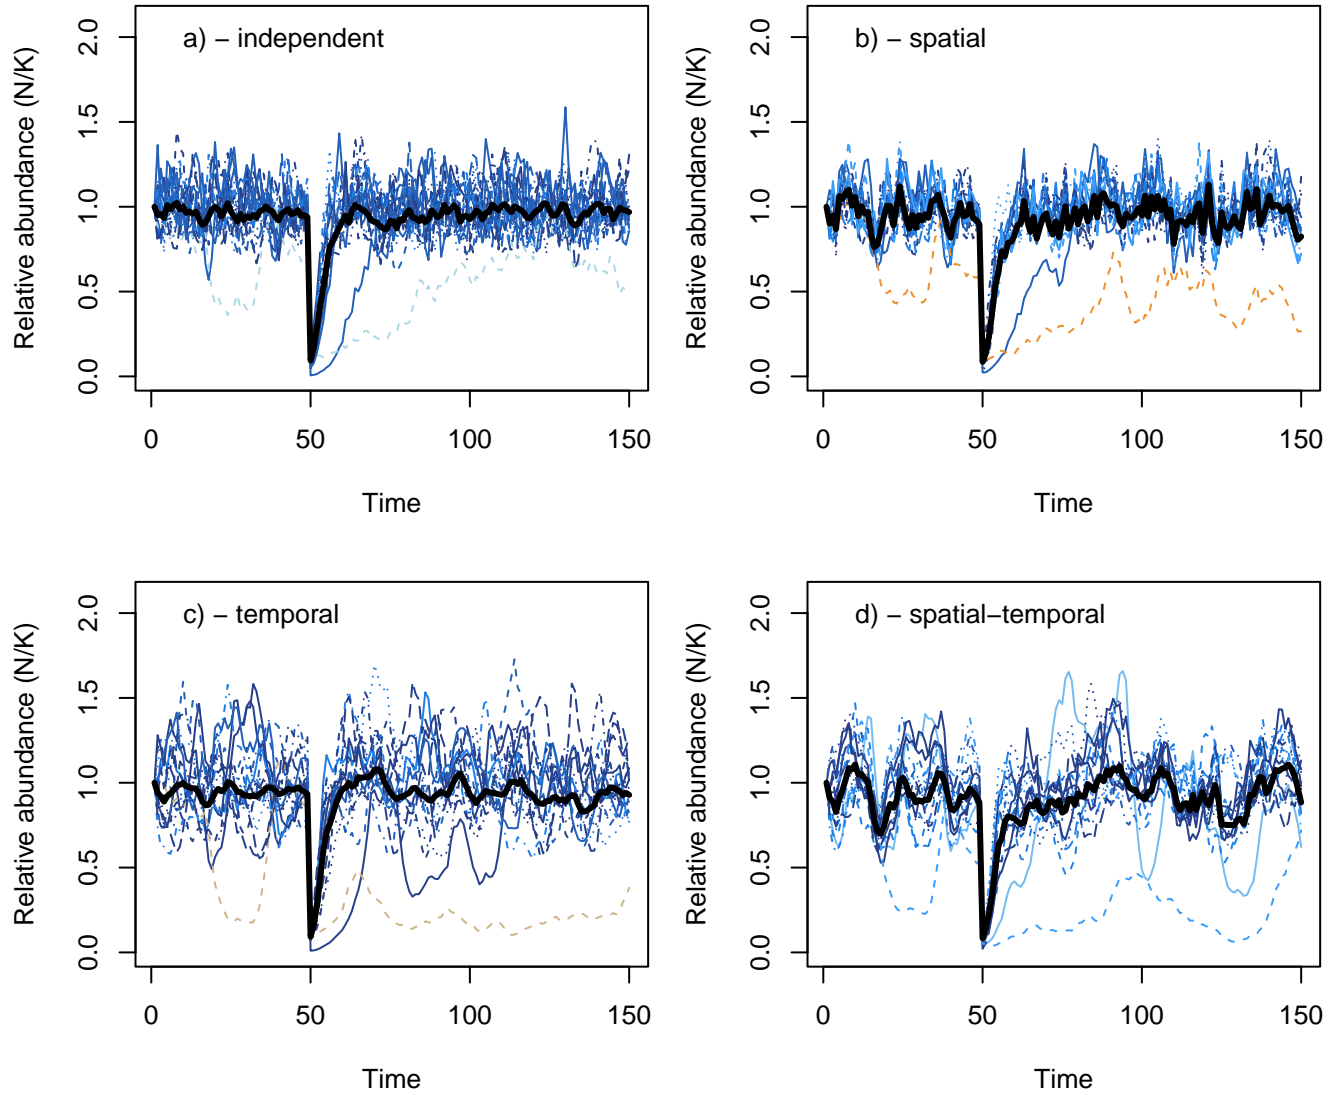 a) − independent
Relative abundance (N/K)
0.0 0.5 1.0 1.5 2.0
0 50 100 150
Time
b) − spatial
Relative abundance (N/K)
0.0 0.5 1.0 1.5 2.0
0 50 100 150
Time
c) − temporal
Relative abundance (N/K)
0.0 0.5 1.0 1.5 2.0
0 50 100 150
Time
d) − spatial−temporal
Relative abundance (N/K)
0.0 0.5 1.0 1.5 2.0
0 50 100 150
Time